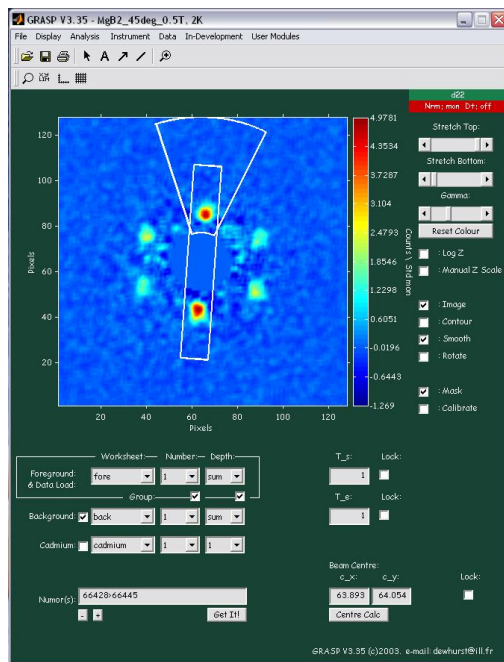 GRASP V3.35 - MgB2_45deg_0.5T, 2K
File Display Analysis Instrument Data In-Development User Modules
A
d22
Nrm; mon Dt; off
Stretch Top:
Stretch Bottom:
Gamma:
Reset Colour
: Log Z
: Manual Z Scale
: Image
: Contour
: Smooth
: Rotate
: Mask
: Calibrate
120
100
80
60
40
20
Pixels
20 40 60 80 100 120
Pixels
4.9781
4.3534
3.7287
3.104
2.4793
1.8546
1.2299
0.6051
-0.0196
-0.6443
-1.269
Counts \ Std mon
Worksheet: Number: Depth:
Foreground: & Data Load:
fore 1 sum
Group:
Background: back 1 sum
Cadmium: cadmium 1 1
T_s: Lock:
1
T_e: Lock:
1
Beam Centre:
c_x: c_y: Lock:
63.893 64.054
Centre Calc
Numor(s): 66428>66445
- + Get It!
GRASP V3.35 (c)2003. e-mail: dewhurst@ill.fr